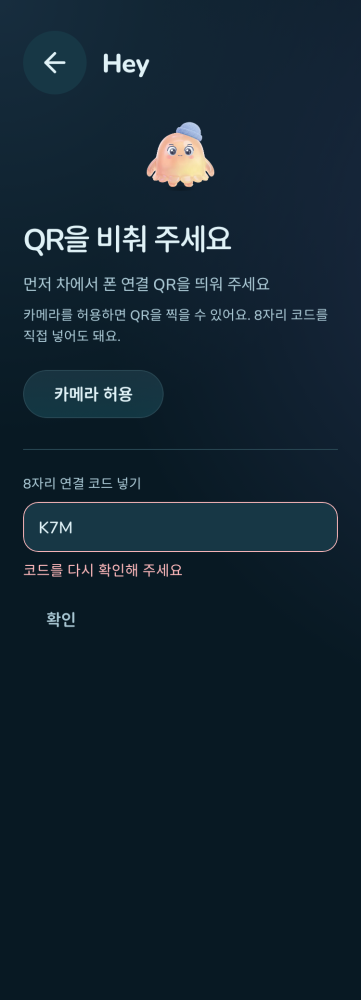 Hey
QR을 비춰 주세요
먼저 차에서 폰 연결 QR을 띄워 주세요
카메라를 허용하면 QR을 찍을 수 있어요. 8자리 코드를
직접 넣어도 돼요.
카메라 허용
8자리 연결 코드 넣기
K7M
코드를 다시 확인해 주세요
확인